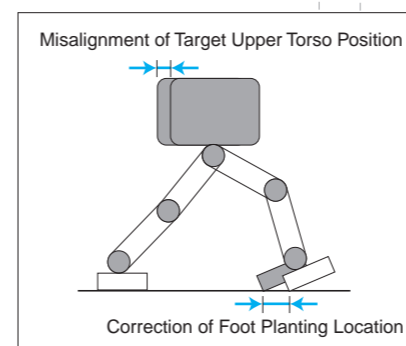 Misalignment of Target Upper Torso Position
Correction of Foot Planting Location